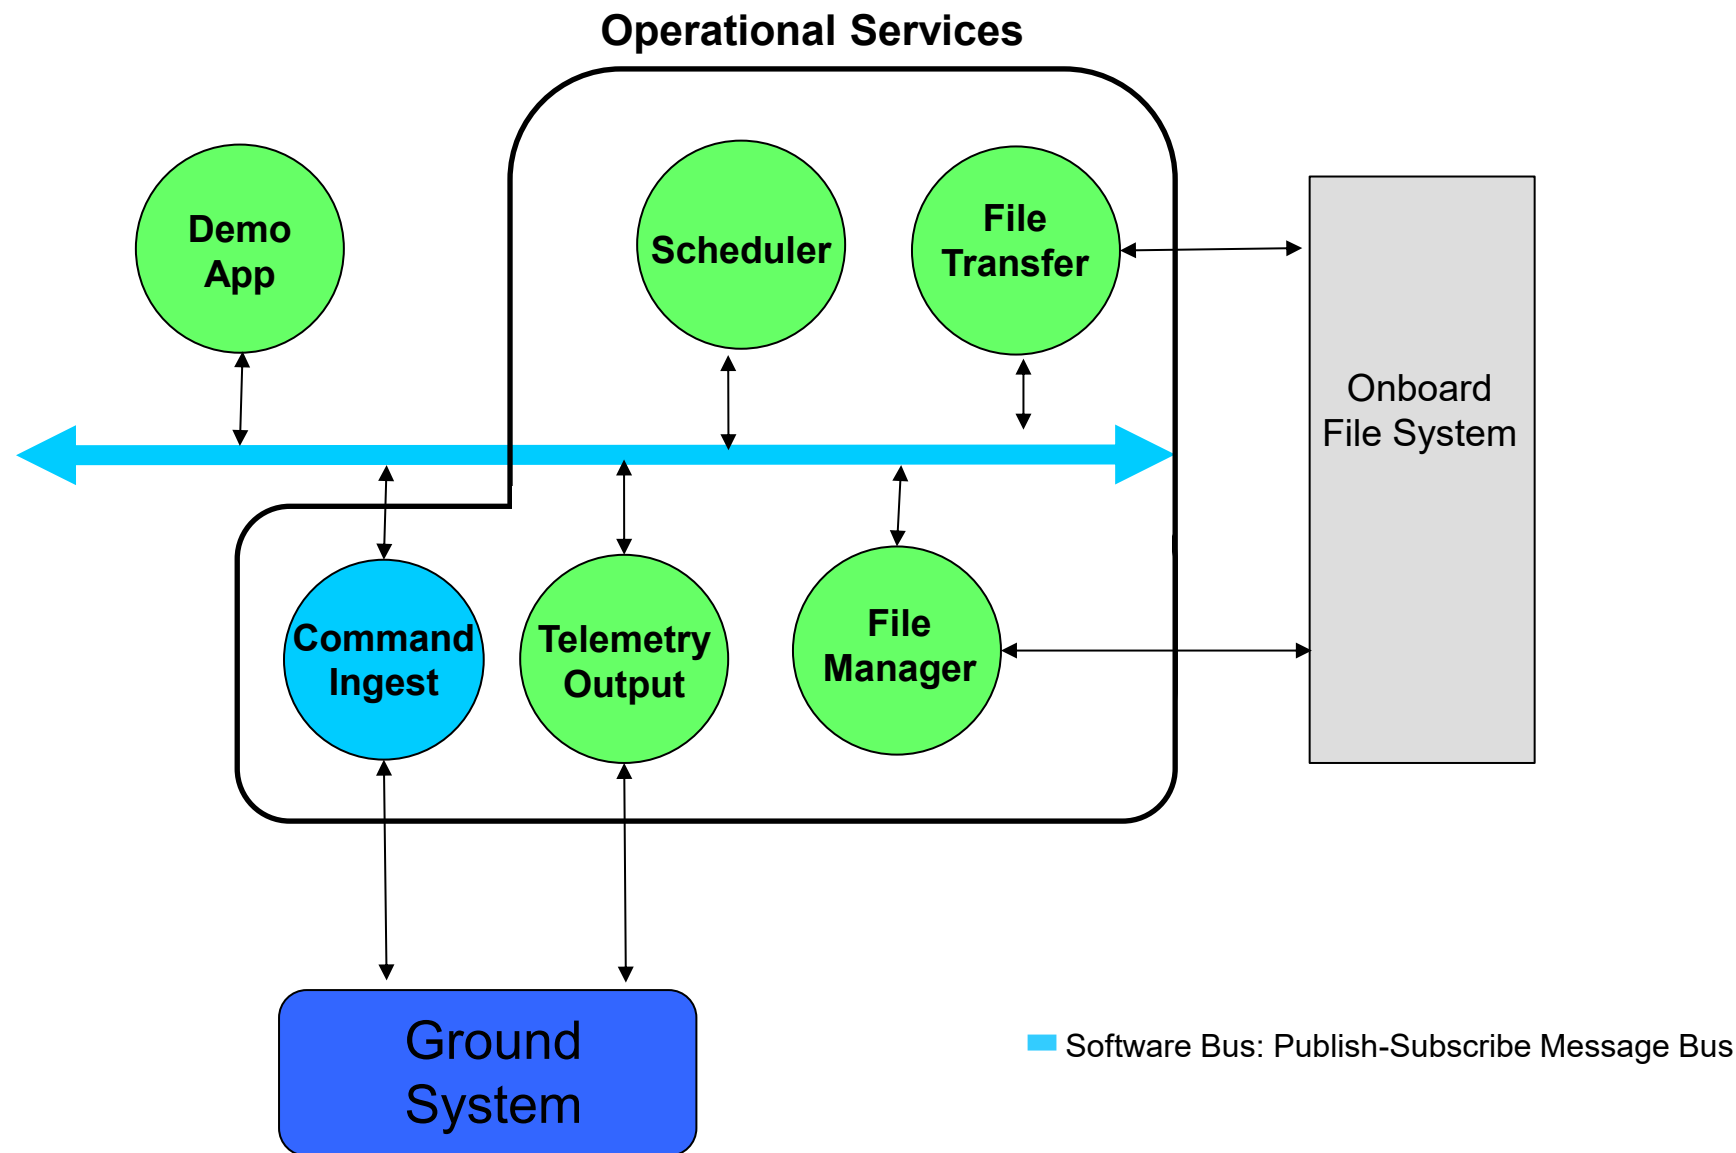 Operational Services
Demo
App
Scheduler
File
Transfer
Onboard
File System
Command
Ingest
Telemetry
Output
File
Manager
Ground
System
Software Bus: Publish-Subscribe Message Bus